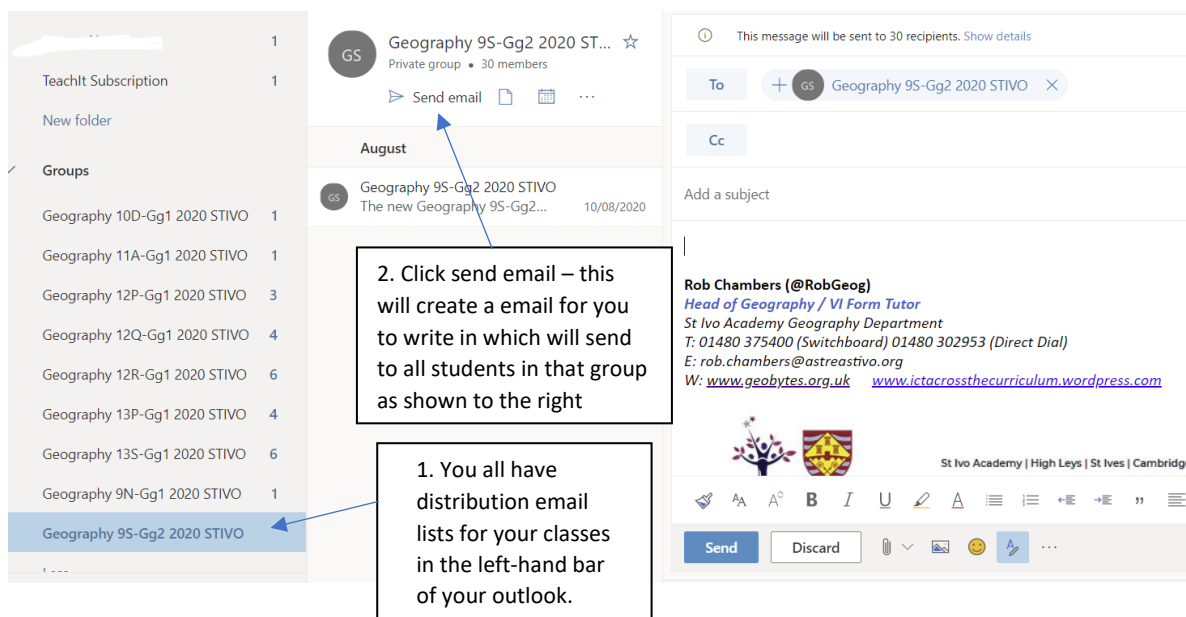 1
TeachIt Subscription 1
New folder
Groups
Geography 10D-Gg1 2020 STIVO 1
Geography 11A-Gg1 2020 STIVO 1
Geography 12P-Gg1 2020 STIVO 3
Geography 12Q-Gg1 2020 STIVO 4
Geography 12R-Gg1 2020 STIVO 6
Geography 13P-Gg1 2020 STIVO 4
Geography 13S-Gg1 2020 STIVO 6
Geography 9N-Gg1 2020 STIVO 1
Geography 9S-Gg2 2020 STIVO
GS
Geography 9S-Gg2 2020 ST...
Private group • 30 members
Send email ...
August
GS
Geography 9S-Gg2 2020 STIVO
The new Geography 9S-Gg2... 10/08/2020
2. Click send email – this
will create a email for you
to write in which will send
to all students in that group
as shown to the right
1. You all have
distribution email
lists for your classes
in the left-hand bar
of your outlook.
This message will be sent to 30 recipients. Show details
To + GS Geography 9S-Gg2 2020 STIVO
Cc
Add a subject
Rob Chambers (@RobGeog)
Head of Geography / VI Form Tutor
St Ivo Academy Geography Department
T: 01480 375400 (Switchboard) 01480 302953 (Direct Dial)
E: rob.chambers@astreastivo.org
W: www.geobytes.org.uk www.ictacrossthecurriculum.wordpress.com
St Ivo Academy | High Leys | St Ives | Cambridg
AA A B I U A "
Send Discard ...